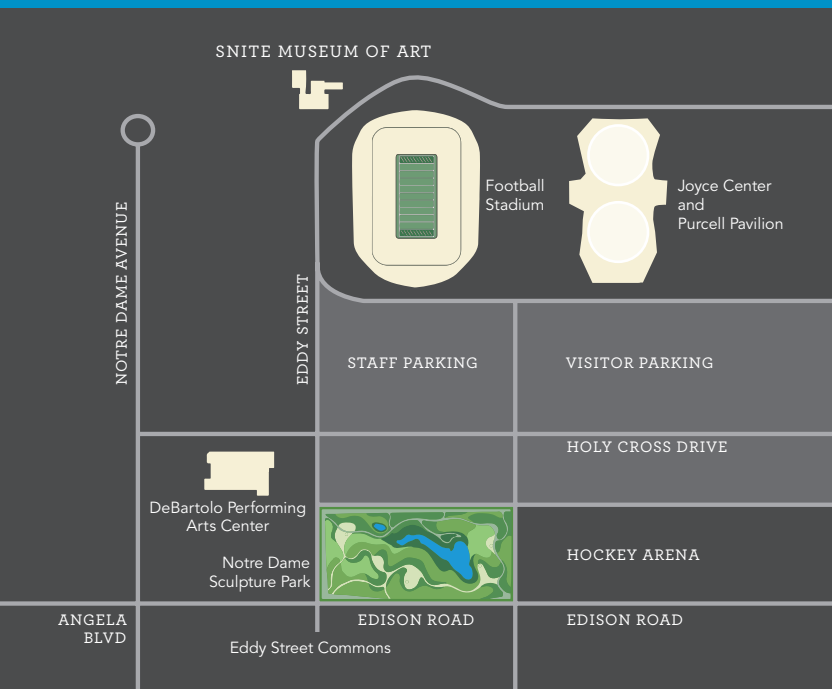 SNITE MUSEUM OF ART
Football
Stadium
Joyce Center
and
Purcell Pavilion
NOTRE DAME AVENUE
EDDY STREET
STAFF PARKING
VISITOR PARKING
HOLY CROSS DRIVE
DeBartolo Performing
Arts Center
Notre Dame
Sculpture Park
HOCKEY ARENA
ANGELA
BLVD
EDISON ROAD
EDISON ROAD
Eddy Street Commons